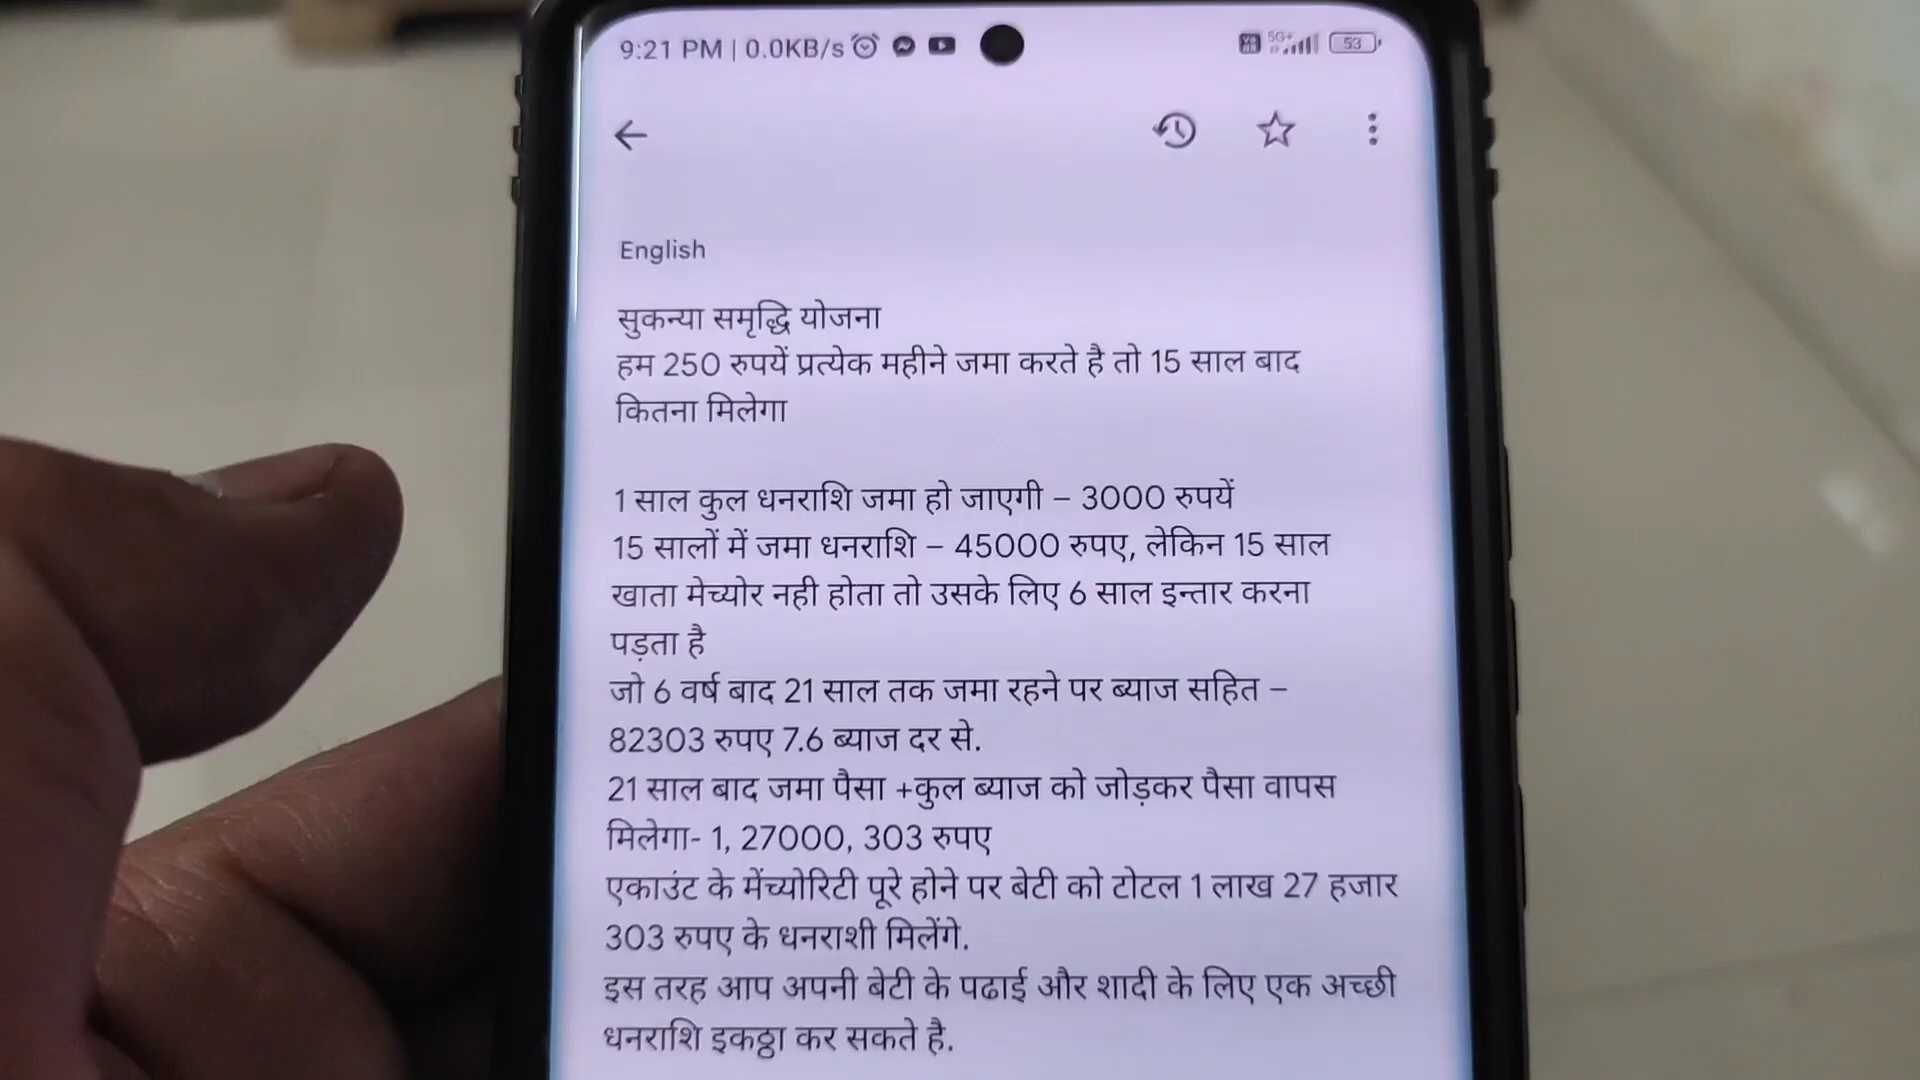 9:21 PM | 0.0KB/s 5G+ 53
English
सुकन्या समृद्धि योजना
हम 250 रुपयें प्रत्येक महीने जमा करते है तो 15 साल बाद
कितना मिलेगा
1 साल कुल धनराशि जमा हो जाएगी – 3000 रुपयें
15 सालों में जमा धनराशि – 45000 रुपए, लेकिन 15 साल
खाता मेच्योर नही होता तो उसके लिए 6 साल इन्तार करना
पड़ता है
जो 6 वर्ष बाद 21 साल तक जमा रहने पर ब्याज सहित –
82303 रुपए 7.6 ब्याज दर से.
21 साल बाद जमा पैसा +कुल ब्याज को जोड़कर पैसा वापस
मिलेगा- 1, 27000, 303 रुपए
एकाउंट के मेंच्योरिटी पूरे होने पर बेटी को टोटल 1 लाख 27 हजार
303 रुपए के धनराशी मिलेंगे.
इस तरह आप अपनी बेटी के पढाई और शादी के लिए एक अच्छी
धनराशि इकठ्ठा कर सकते है.